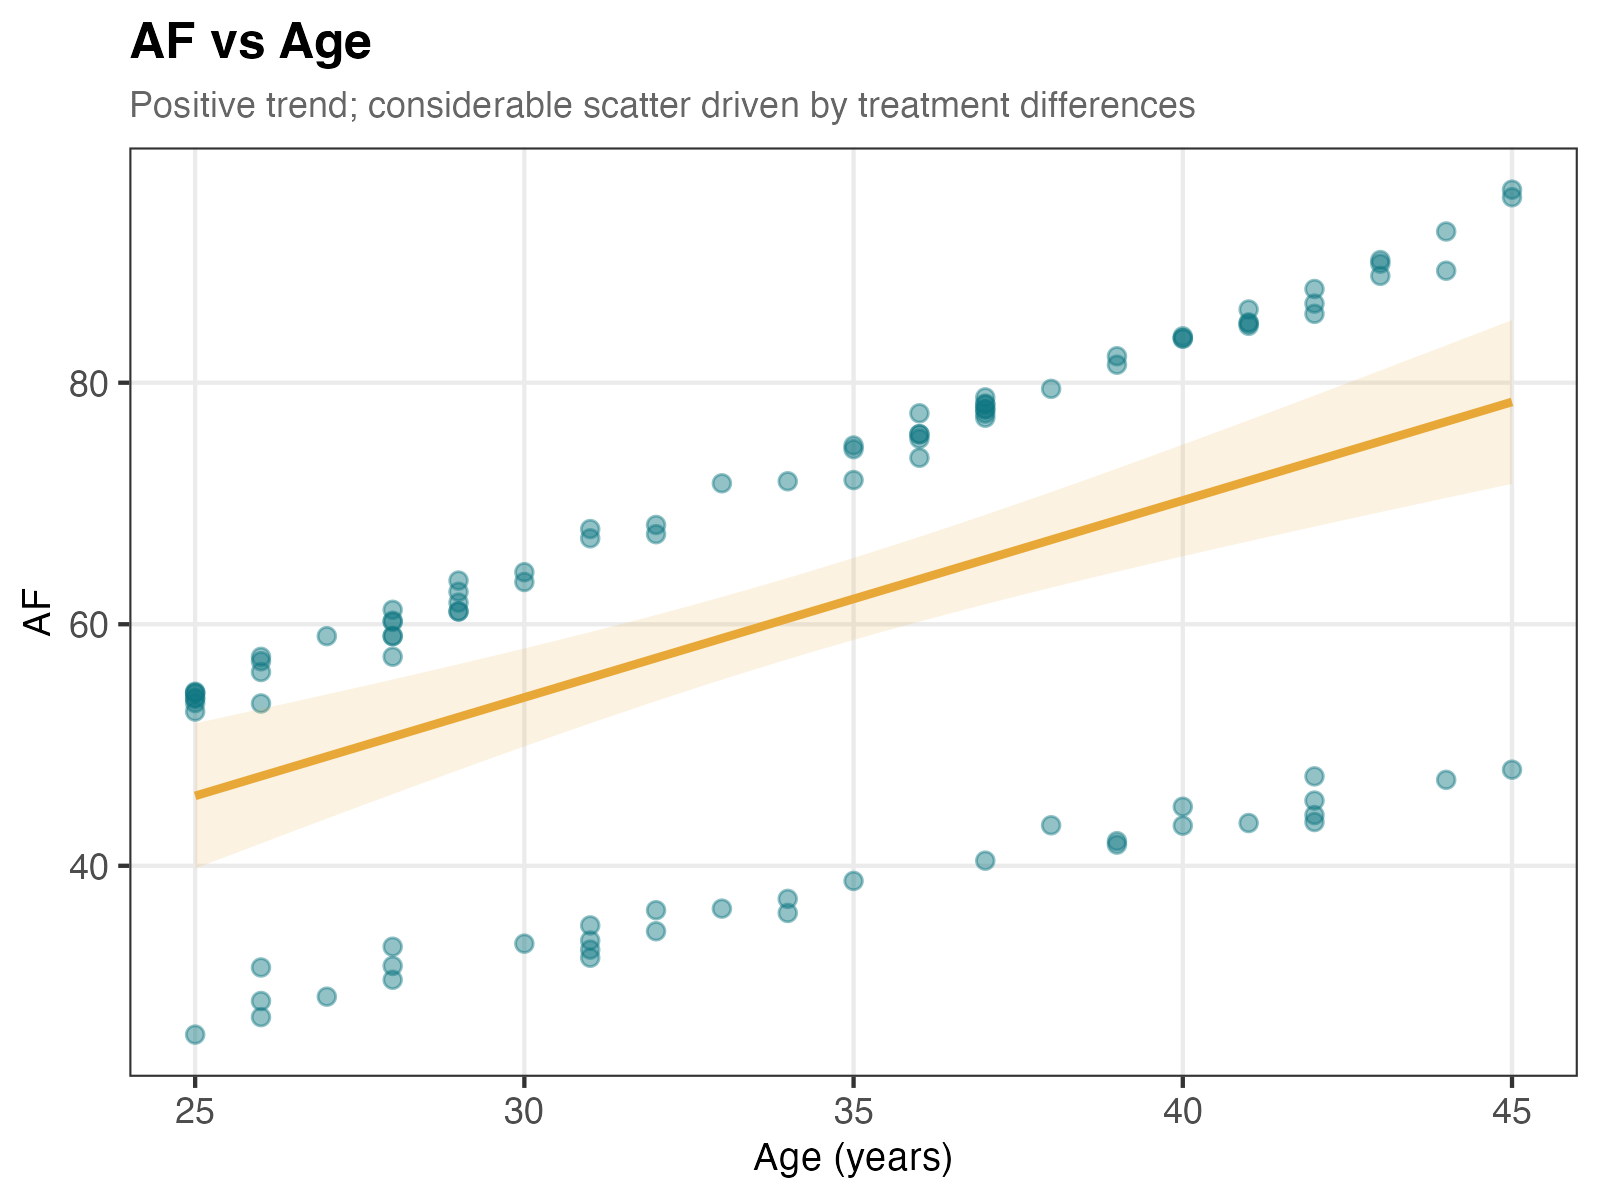 AF vs Age
Positive trend; considerable scatter driven by treatment differences
AF
80
60
40
25 30 35 40 45
Age (years)